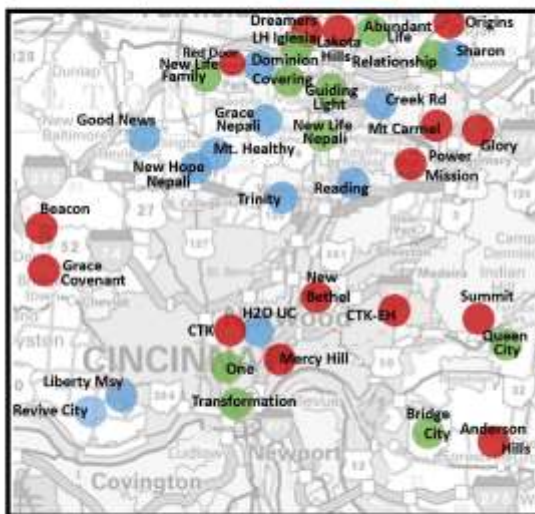 Dreamers
LH Iglesia
Lakota
Hills
Abundant
Life
Origins
Red Door
New Life
Family
Dominion
Covering
Relationship
Sharon
Guiding
Light
Creek Rd
Good News
Grace
Nepali
New Life
Nepali
Mt Carmel
Glory
Mt. Healthy
New Hope
Nepali
Power
Mission
Trinity
Reading
Beacon
27
52
Grace
Covenant
New
Bethel
Summit
CTK
H2O UC
CTK-EH
Queen
City
CINCINN
Mercy Hill
One
Liberty Msy
Revive City
Transformation
Bridge
City
Anderson
Hills
Newport
Covington